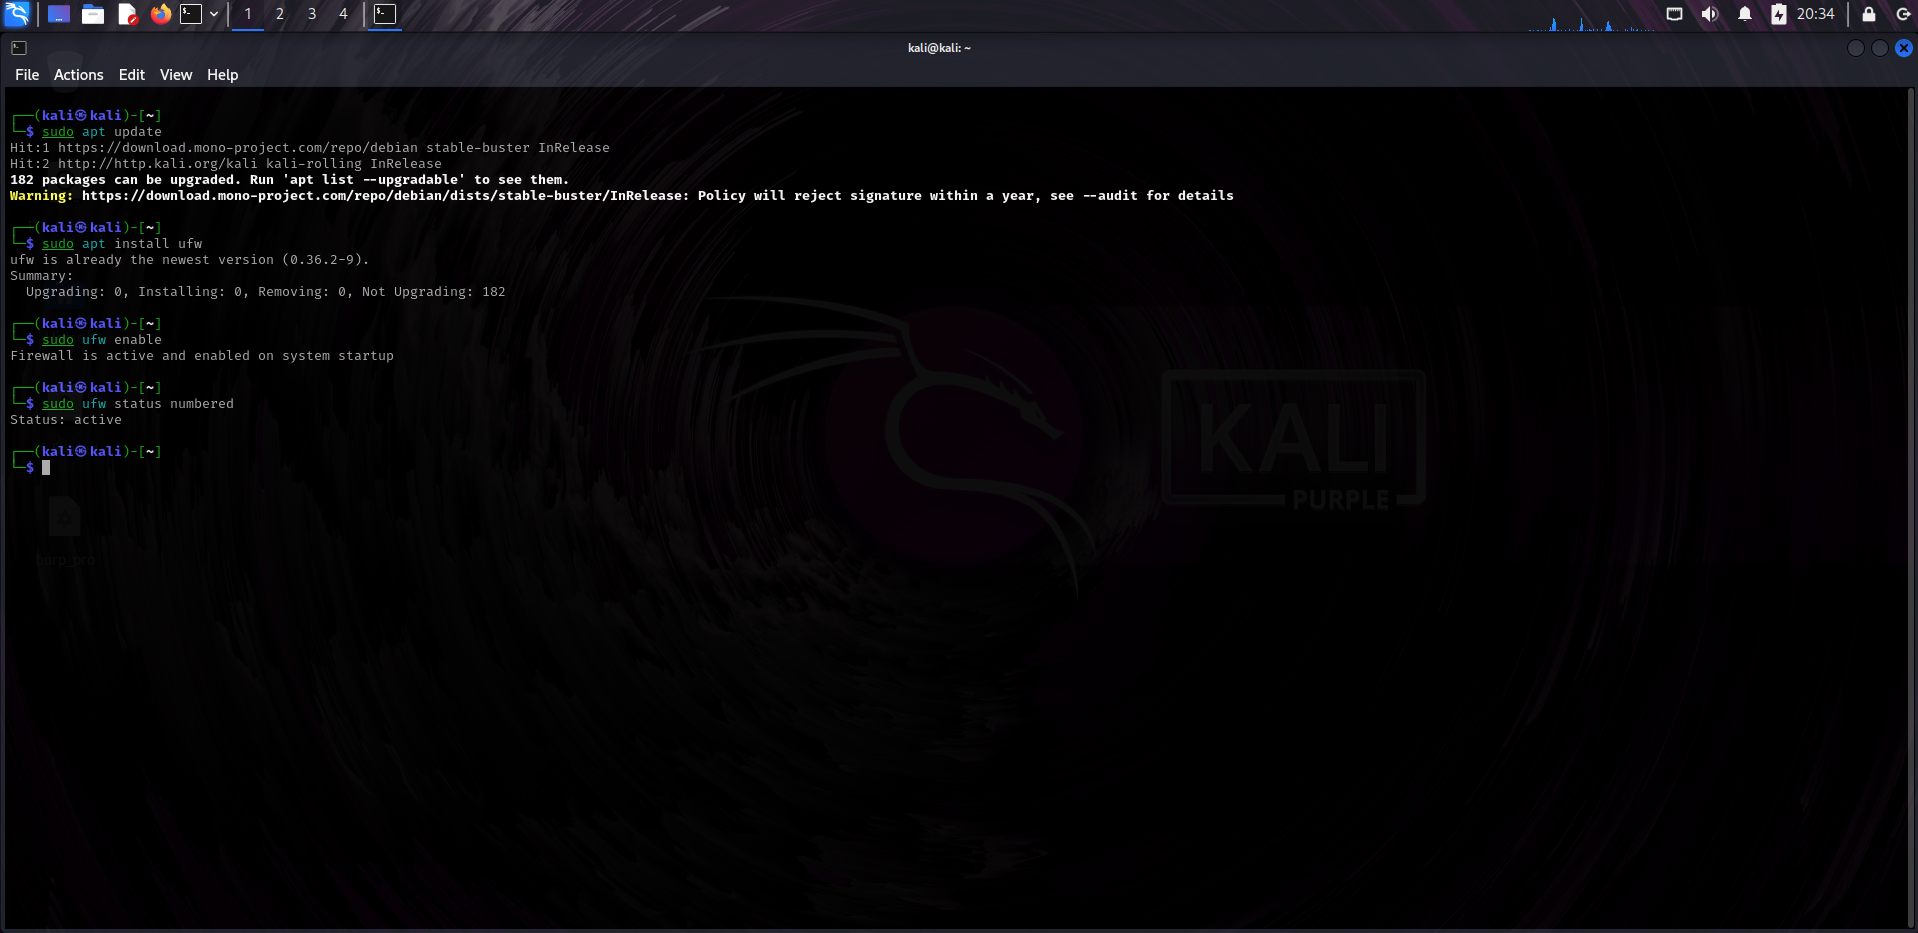 1 2 3 4 20:34
kali@kali: ~
File Actions Edit View Help
┌──(kali㉿kali)-[~]
└─$ sudo apt update
Hit:1 https://download.mono-project.com/repo/debian stable-buster InRelease
Hit:2 http://http.kali.org/kali kali-rolling InRelease
182 packages can be upgraded. Run 'apt list --upgradable' to see them.
Warning: https://download.mono-project.com/repo/debian/dists/stable-buster/InRelease: Policy will reject signature within a year, see --audit for details
┌──(kali㉿kali)-[~]
└─$ sudo apt install ufw
ufw is already the newest version (0.36.2-9).
Summary:
  Upgrading: 0, Installing: 0, Removing: 0, Not Upgrading: 182
┌──(kali㉿kali)-[~]
└─$ sudo ufw enable
Firewall is active and enabled on system startup
┌──(kali㉿kali)-[~]
└─$ sudo ufw status numbered
Status: active
┌──(kali㉿kali)-[~]
└─$
KALI
PURPLE
burp_pro